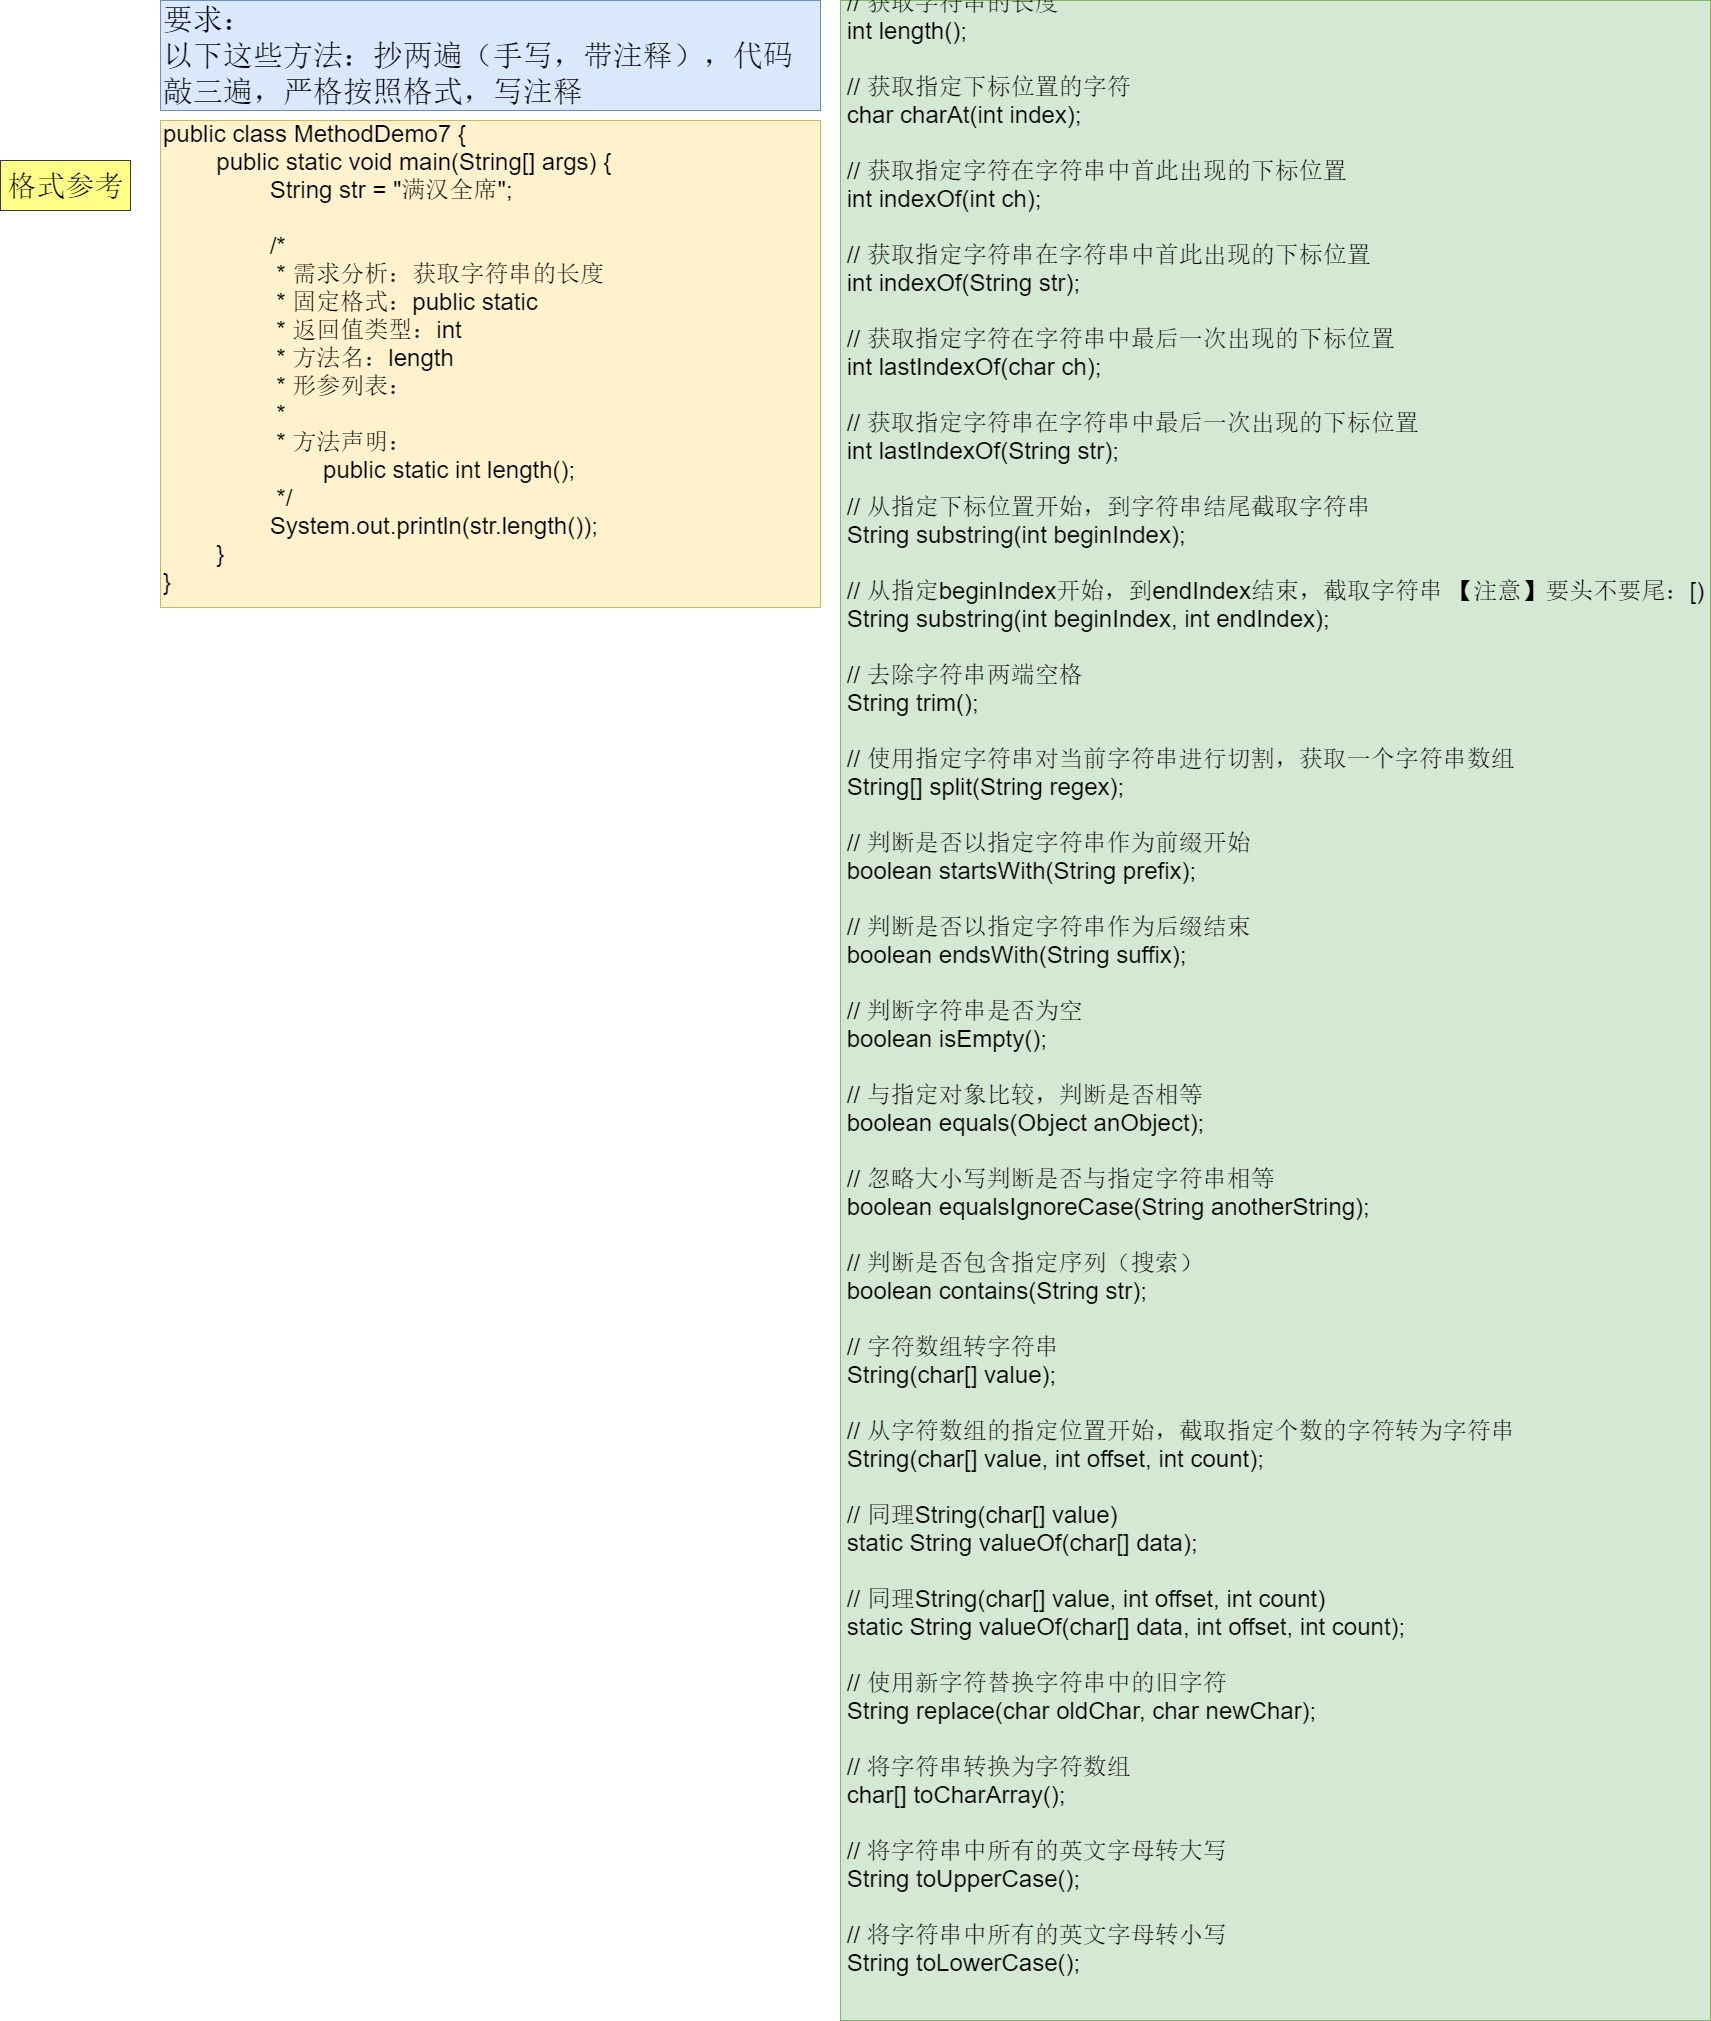 要求：
以下这些方法：抄两遍（手写，带注释），代码
敲三遍，严格按照格式，写注释
格式参考
public class MethodDemo7 {
public static void main(String[] args) {
String str = "满汉全席";
/*
* 需求分析：获取字符串的长度
* 固定格式：public static
* 返回值类型：int
* 方法名：length
* 形参列表：
*
* 方法声明：
public static int length();
*/
System.out.println(str.length());
}
}
// 获取字符串的长度
int length();
// 获取指定下标位置的字符
char charAt(int index);
// 获取指定字符在字符串中首此出现的下标位置
int indexOf(int ch);
// 获取指定字符串在字符串中首此出现的下标位置
int indexOf(String str);
// 获取指定字符在字符串中最后一次出现的下标位置
int lastIndexOf(char ch);
// 获取指定字符串在字符串中最后一次出现的下标位置
int lastIndexOf(String str);
// 从指定下标位置开始，到字符串结尾截取字符串
String substring(int beginIndex);
// 从指定beginIndex开始，到endIndex结束，截取字符串 【注意】要头不要尾：[)
String substring(int beginIndex, int endIndex);
// 去除字符串两端空格
String trim();
// 使用指定字符串对当前字符串进行切割，获取一个字符串数组
String[] split(String regex);
// 判断是否以指定字符串作为前缀开始
boolean startsWith(String prefix);
// 判断是否以指定字符串作为后缀结束
boolean endsWith(String suffix);
// 判断字符串是否为空
boolean isEmpty();
// 与指定对象比较，判断是否相等
boolean equals(Object anObject);
// 忽略大小写判断是否与指定字符串相等
boolean equalsIgnoreCase(String anotherString);
// 判断是否包含指定序列（搜索）
boolean contains(String str);
// 字符数组转字符串
String(char[] value);
// 从字符数组的指定位置开始，截取指定个数的字符转为字符串
String(char[] value, int offset, int count);
// 同理String(char[] value)
static String valueOf(char[] data);
// 同理String(char[] value, int offset, int count)
static String valueOf(char[] data, int offset, int count);
// 使用新字符替换字符串中的旧字符
String replace(char oldChar, char newChar);
// 将字符串转换为字符数组
char[] toCharArray();
// 将字符串中所有的英文字母转大写
String toUpperCase();
// 将字符串中所有的英文字母转小写
String toLowerCase();